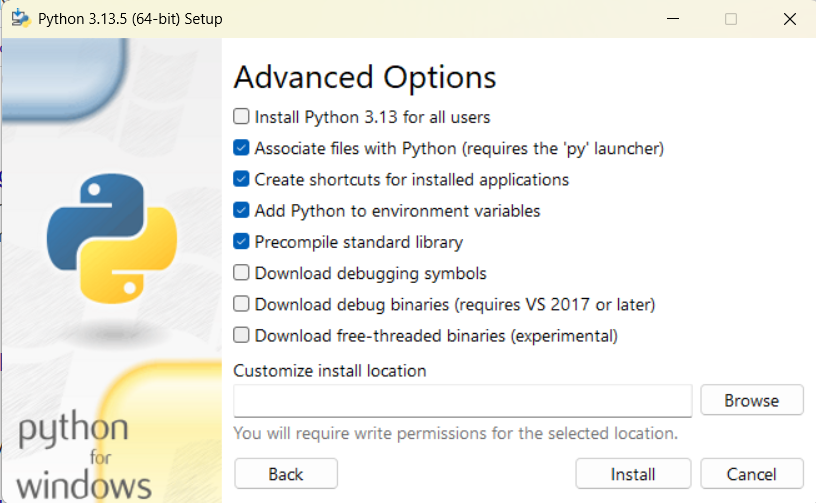 Python 3.13.5 (64-bit) Setup
Advanced Options
Install Python 3.13 for all users
Associate files with Python (requires the 'py' launcher)
Create shortcuts for installed applications
Add Python to environment variables
Precompile standard library
Download debugging symbols
Download debug binaries (requires VS 2017 or later)
Download free-threaded binaries (experimental)
Customize install location
Browse
You will require write permissions for the selected location.
python
for
windows
Back
Install
Cancel